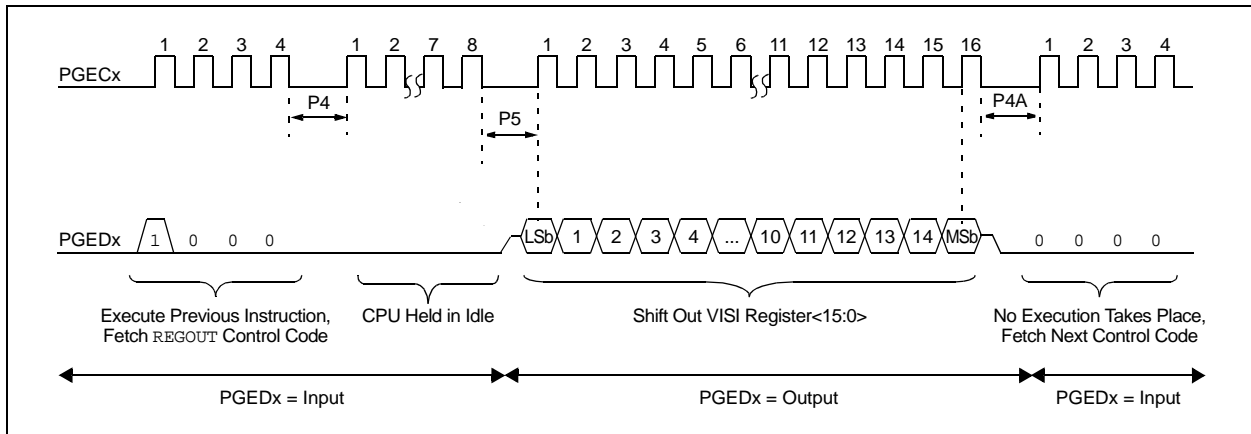 1 2 3 4 1 2 7 8 1 2 3 4 5 6 11 12 13 14 15 16 1 2 3 4
PGECx
P4
P5
P4A
PGEDx
1 0 0 0 LSb 1 2 3 4 ... 10 11 12 13 14 MSb 0 0 0 0
Execute Previous Instruction,
Fetch REGOUT Control Code
CPU Held in Idle
Shift Out VISI Register<15:0>
No Execution Takes Place,
Fetch Next Control Code
PGEDx = Input
PGEDx = Output
PGEDx = Input